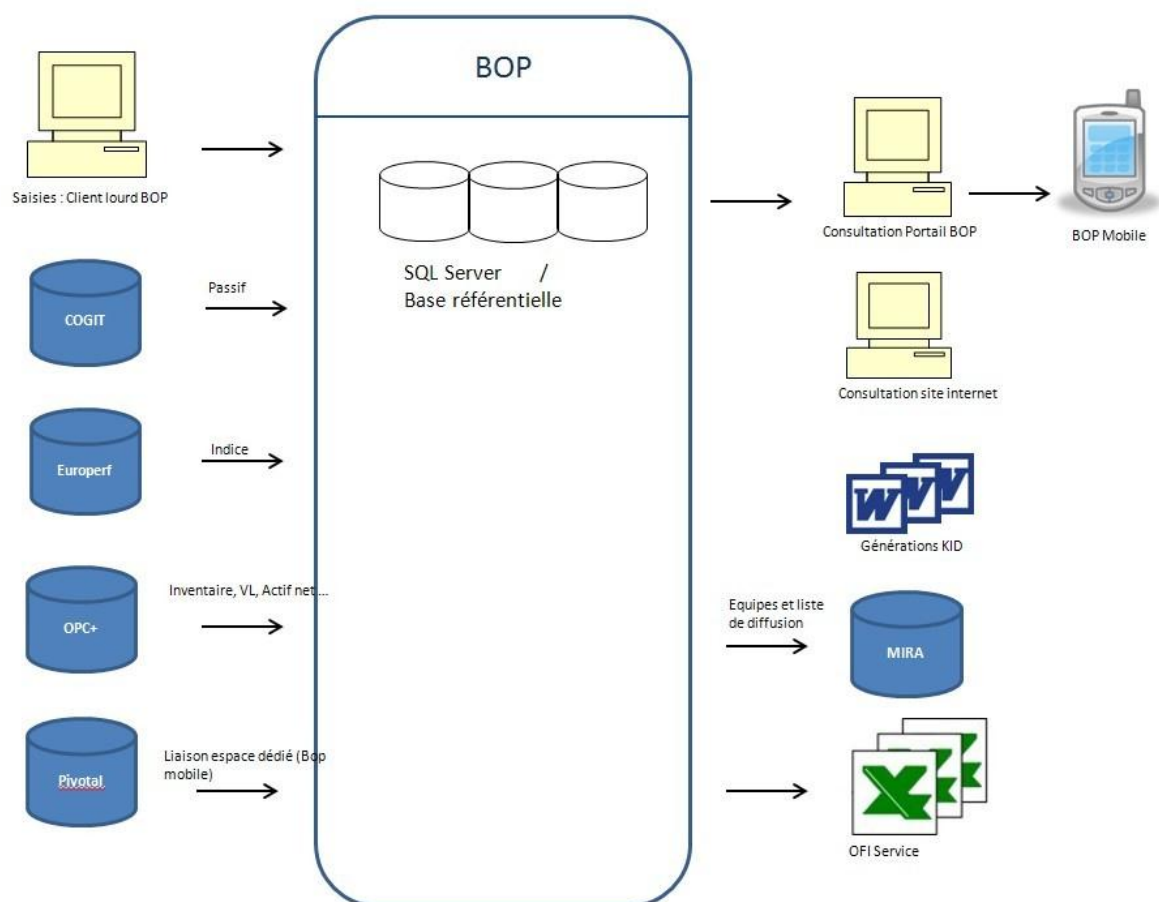 BOP
Saisies : Client lourd BOP
SQL Server /
Base référentielle
Consultation Portail BOP
BOP Mobile
COGIT
Passif
Consultation site internet
Europerf
Indice
W W W
Générations KID
OPC+
Inventaire, VL, Actif net ...
Equipes et liste
de diffusion
MIRA
Pivotal
Liaison espace dédié (Bop
mobile)
OFI Service